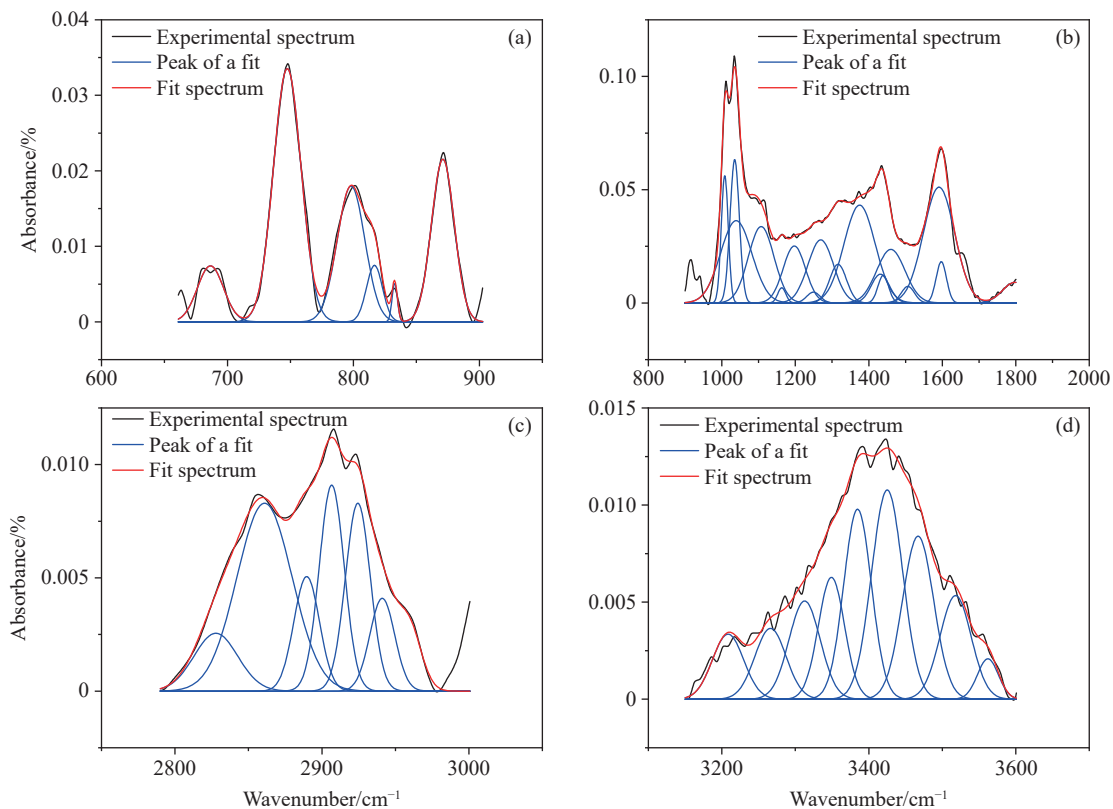 (a)
Experimental spectrum
Peak of a fit
Fit spectrum
0.04
0.03
0.02
0.01
0
Absorbance/%
600 700 800 900
(b)
Experimental spectrum
Peak of a fit
Fit spectrum
0.10
0.05
0
800 1000 1200 1400 1600 1800 2000
(c)
Experimental spectrum
Peak of a fit
Fit spectrum
0.010
0.005
0
Absorbance/%
2800 2900 3000
Wavenumber/cm⁻¹
(d)
Experimental spectrum
Peak of a fit
Fit spectrum
0.015
0.010
0.005
0
3200 3400 3600
Wavenumber/cm⁻¹